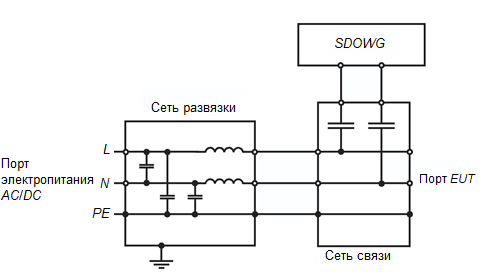 SDOWG
Сеть развязки
L
Порт
электропитания
AC/DC
N
Порт EUT
PE
Сеть связи